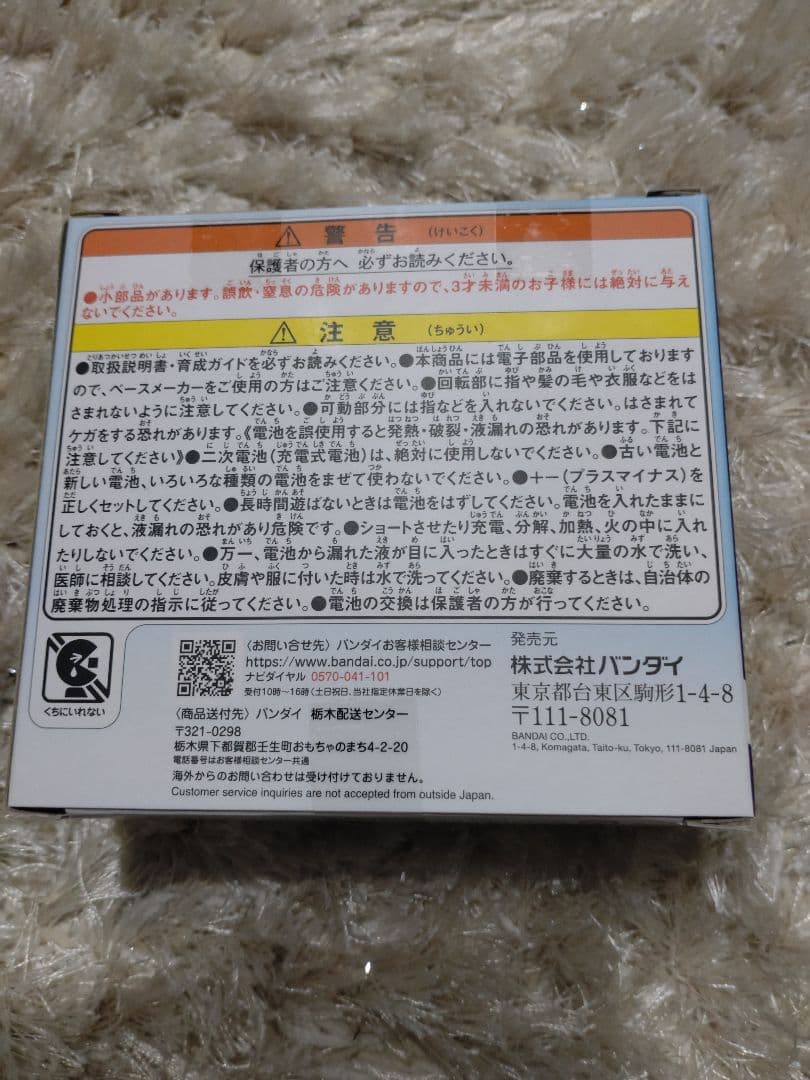 警告 (けいこく)
保護者の方へ 必ずお読みください。
●小部品があります。誤飲・窒息の危険がありますので、3才未満のお子様には絶対に与え
ないでください。
注意 (ちゅうい)
●取扱説明書・育成ガイドを必ずお読みください。●本商品には電子部品を使用しております
ので、ペースメーカーをご使用の方はご注意ください。●回転部に指や髪の毛や衣服などをは
さまれないように注意してください。●可動部分には指などを入れないでください。はさまれて
ケガをする恐れがあります。《電池を誤使用すると発熱・破裂・液漏れの恐れがあります。下記に
注意してください》●二次電池(充電式電池)は、絶対に使用しないでください。●古い電池と
新しい電池、いろいろな種類の電池をまぜて使わないでください。●+−(プラスマイナス)を
正しくセットしてください。●長時間遊ばないときは電池をはずしてください。電池を入れたままに
しておくと、液漏れの恐れがあり危険です。●ショートさせたり充電、分解、加熱、火の中に入れ
たりしないでください。●万一、電池から漏れた液が目に入ったときはすぐに大量の水で洗い、
医師に相談してください。皮膚や服に付いた時は水で洗ってください。●廃棄するときは、自治体の
廃棄物処理の指示に従ってください。●電池の交換は保護者の方が行ってください。
くちにいれない
〈お問い合せ先〉バンダイお客様相談センター
https://www.bandai.co.jp/support/top
ナビダイヤル 0570-041-101
受付10時〜16時(土日祝日、当社指定休業日を除く)
〈商品送付先〉バンダイ 栃木配送センター
〒321-0298
栃木県下都賀郡壬生町おもちゃのまち4-2-20
電話番号はお客様相談センター共通
海外からのお問い合わせは受け付けておりません。
Customer service inquiries are not accepted from outside Japan.
発売元
株式会社バンダイ
東京都台東区駒形1-4-8
〒111-8081
BANDAI CO.,LTD.
1-4-8, Komagata, Taito-ku, Tokyo, 111-8081 Japan